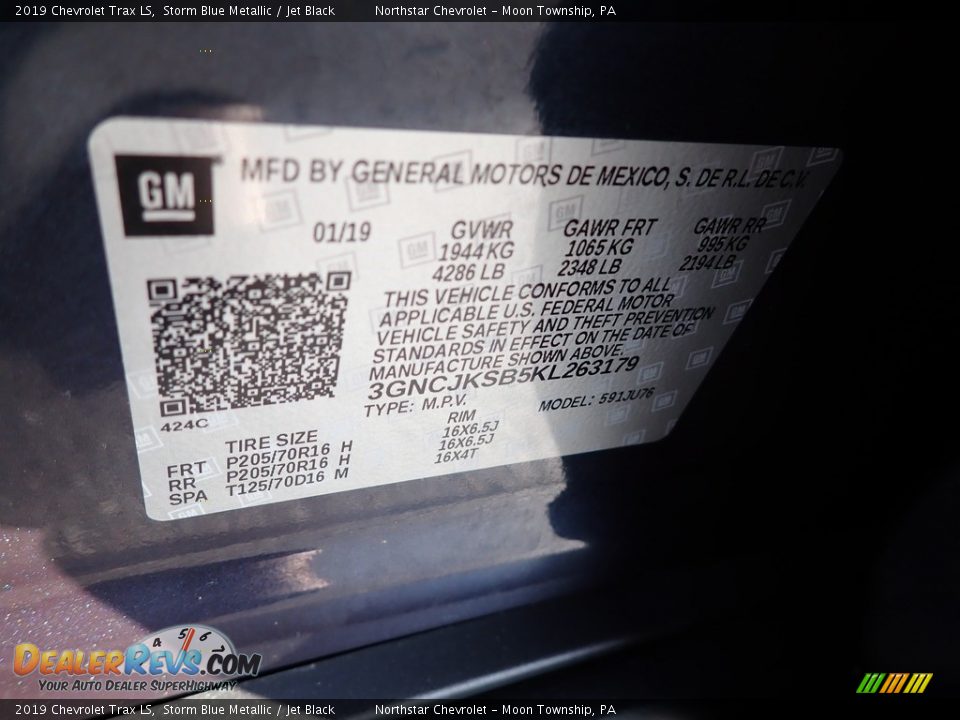 2019 Chevrolet Trax LS, Storm Blue Metallic / Jet Black Northstar Chevrolet - Moon Township, PA
GM MFD BY GENERAL MOTORS DE MEXICO, S. DE R.L. DE C.V.
01/19 GVWR GAWR FRT GAWR RR
1944 KG 1065 KG 995 KG
4286 LB 2348 LB 2194 LB
THIS VEHICLE CONFORMS TO ALL
APPLICABLE U.S. FEDERAL MOTOR
VEHICLE SAFETY AND THEFT PREVENTION
STANDARDS IN EFFECT ON THE DATE OF
MANUFACTURE SHOWN ABOVE.
3GNCJKSB5KL263179
424C TYPE: M.P.V. MODEL: 591JU76
TIRE SIZE RIM
FRT P205/70R16 H 16X6.5J
RR P205/70R16 H 16X6.5J
SPA T125/70D16 M 16X4T
4 5 6 7
DEALERREVS.COM
YOUR AUTO DEALER SUPERHIGHWAY
2019 Chevrolet Trax LS, Storm Blue Metallic / Jet Black Northstar Chevrolet - Moon Township, PA